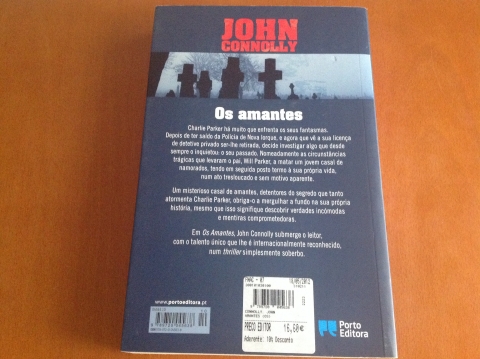 JOHN
CONNOLLY
Os amantes
Charlie Parker há muito que enfrenta os seus fantasmas.
Depois de ter saído da Polícia de Nova Iorque, e agora que vê a sua licença
de detetive privado ser-lhe retirada, decide investigar algo que desde
sempre o inquietou: o seu passado. Nomeadamente as circunstâncias
trágicas que levaram o pai, Will Parker, a matar um jovem casal de
namorados, tendo em seguida posto termo à sua própria vida,
num ato tresloucado e sem motivo aparente.
Um misterioso casal de amantes, detentores do segredo que tanto
atormenta Charlie Parker, obriga-o a mergulhar a fundo na sua própria
história, mesmo que isso signifique descobrir verdades incómodas
e mentiras comprometedoras.
Em Os Amantes, John Connolly submerge o leitor,
com o talento único que lhe é internacionalmente reconhecido,
num thriller simplesmente soberbo.
www.portoeditora.pt
FNAC - 07
CONNOLLY, JOHN
PREÇO EDITOR
16,60€
Aderente: 10% Desconto
Porto
Editora